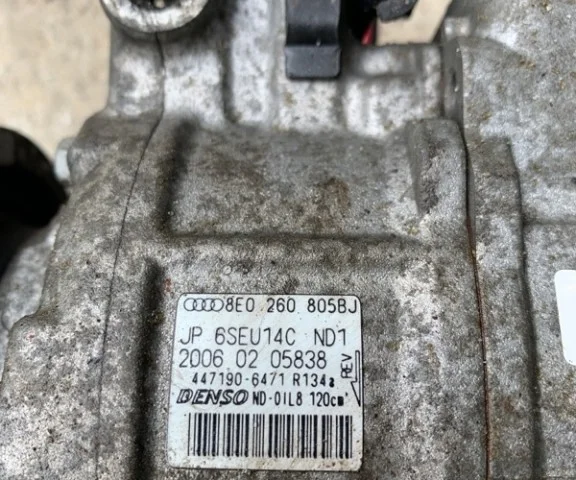 8E0 260 805BJ
JP 6SEU14C ND1
2006 02 05838
REV
447190-6471 R134a
DENSO ND-OIL8 120cm³